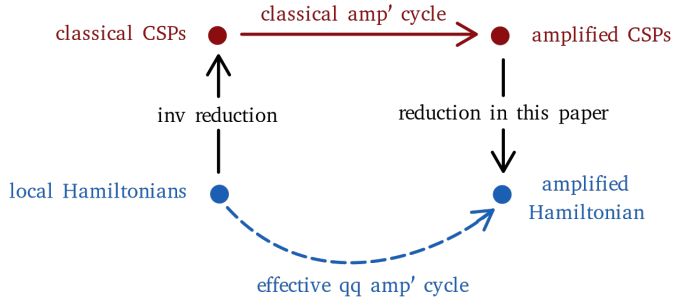 classical amp′ cycle
classical CSPs
amplified CSPs
inv reduction
reduction in this paper
local Hamiltonians
amplified
Hamiltonian
effective qq amp′ cycle